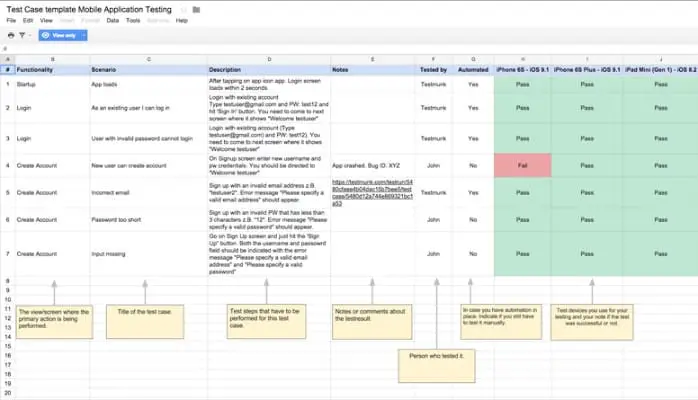 Test Case template Mobile Application Testing
File Edit View Insert Format Data Tools Add-ons Help
View only
A B C D E F G H I J
# Functionality Scenario Description Notes Tested by Automated iPhone 6S - iOS 9.1 iPhone 6S Plus - iOS 9.1 iPad Mini (Gen 1) - iOS 8.2
After tapping on app icon app. Login screen
1 Startup App loads loads within 2 seconds. Testmunk Yes Pass Pass Pass
Login with existing account
Type testuser@gmail.com and PW: test12 and
hit "Sign In" button. You need to come to next
2 Login As an existing user I can log in screen where it shows "Welcome testuser" Testmunk Yes Pass Pass Pass
Login with existing account (Type
testuser@gmail.com) and PW: test12). You
need to come to next screen where it shows
3 Login User with invalid password cannot login "Welcome testuser" Testmunk Yes Pass Pass Pass
On Signup screen enter new username and
pw credentials. You should be directed to
4 Create Account New user can create account "Welcome testuser" App crashed. Bug ID: XYZ John No Fail Pass Pass
Sign up with an invalid address z.B.
"testuser2". Error message "Please specify a
5 Create Account Incorrect email valid email address" should appear. Testmunk Yes Pass Pass Pass
Sign up with an invalid PW that has less than
3 characters z.B. "12". Error message "Please
6 Create Account Password too short specify a valid password" should appear. John No Pass Pass Pass
Go on Sign Up screen and just hit the "Sign
Up" button. Both the username and password
field should be indicated with the error
message "Please specify a valid email
address" and "Please specify a valid
7 Create Account Input missing password" John No Pass Pass Pass
8
9
10
11
12
13
14
15
16
17
18
19
20
The view/screen where the
primary action is being
performed.
Title of the test case.
Test steps that have to be
performed for this test
case.
Notes or comments about
the testresult
Person who tested it.
In case you have automation in
place. Indicate if you still have
to test it manually.
Test devices you use for your
testing and your note if the test
was successful or not.